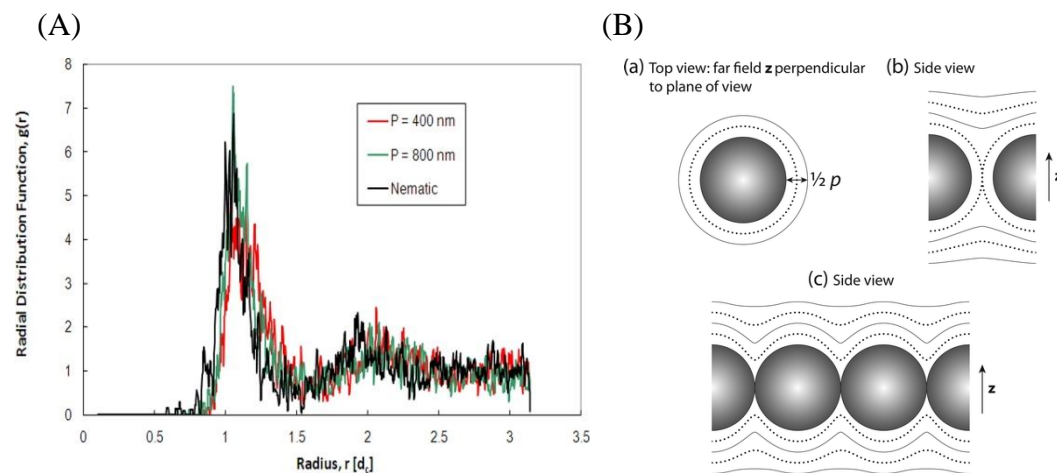 (A)
8
7
6
5
4
3
2
1
0
Radial Distribution Function, g(r)
P = 400 nm
P = 800 nm
Nematic
0
0.5
1
1.5
2
2.5
3
3.5
Radius, r [dc]
(B)
(a) Top view: far field z perpendicular
to plane of view
½ p
(b) Side view
z
(c) Side view
z